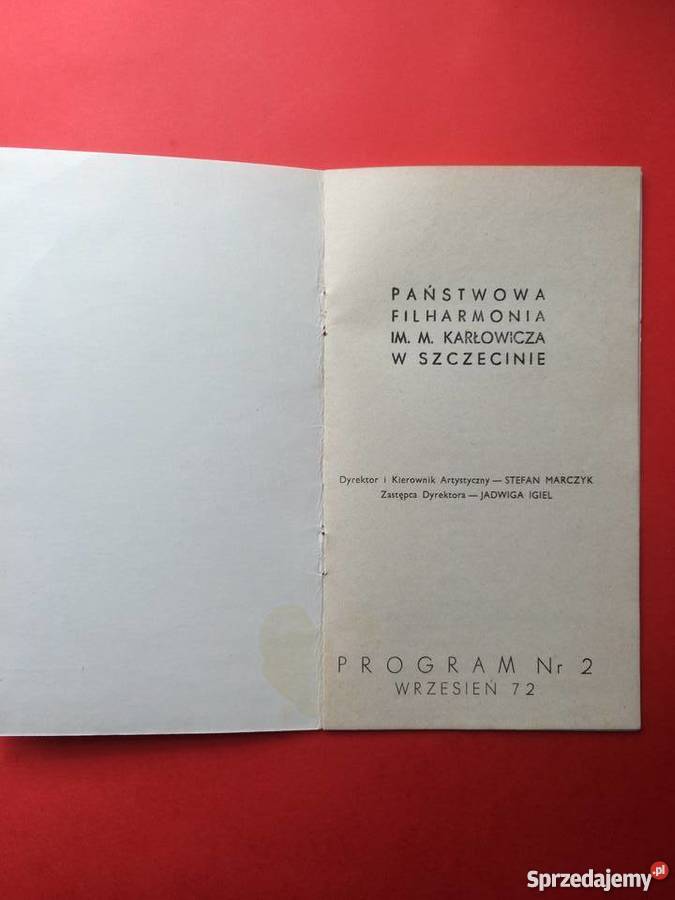 PAŃSTWOWA
FILHARMONIA
IM. M. KARŁOWICZA
W SZCZECINIE
Dyrektor i Kierownik Artystyczny — STEFAN MARCZYK
Zastępca Dyrektora — JADWIGA IGIEL
PROGRAM Nr 2
WRZESIEŃ 72
Sprzedajemy.pl